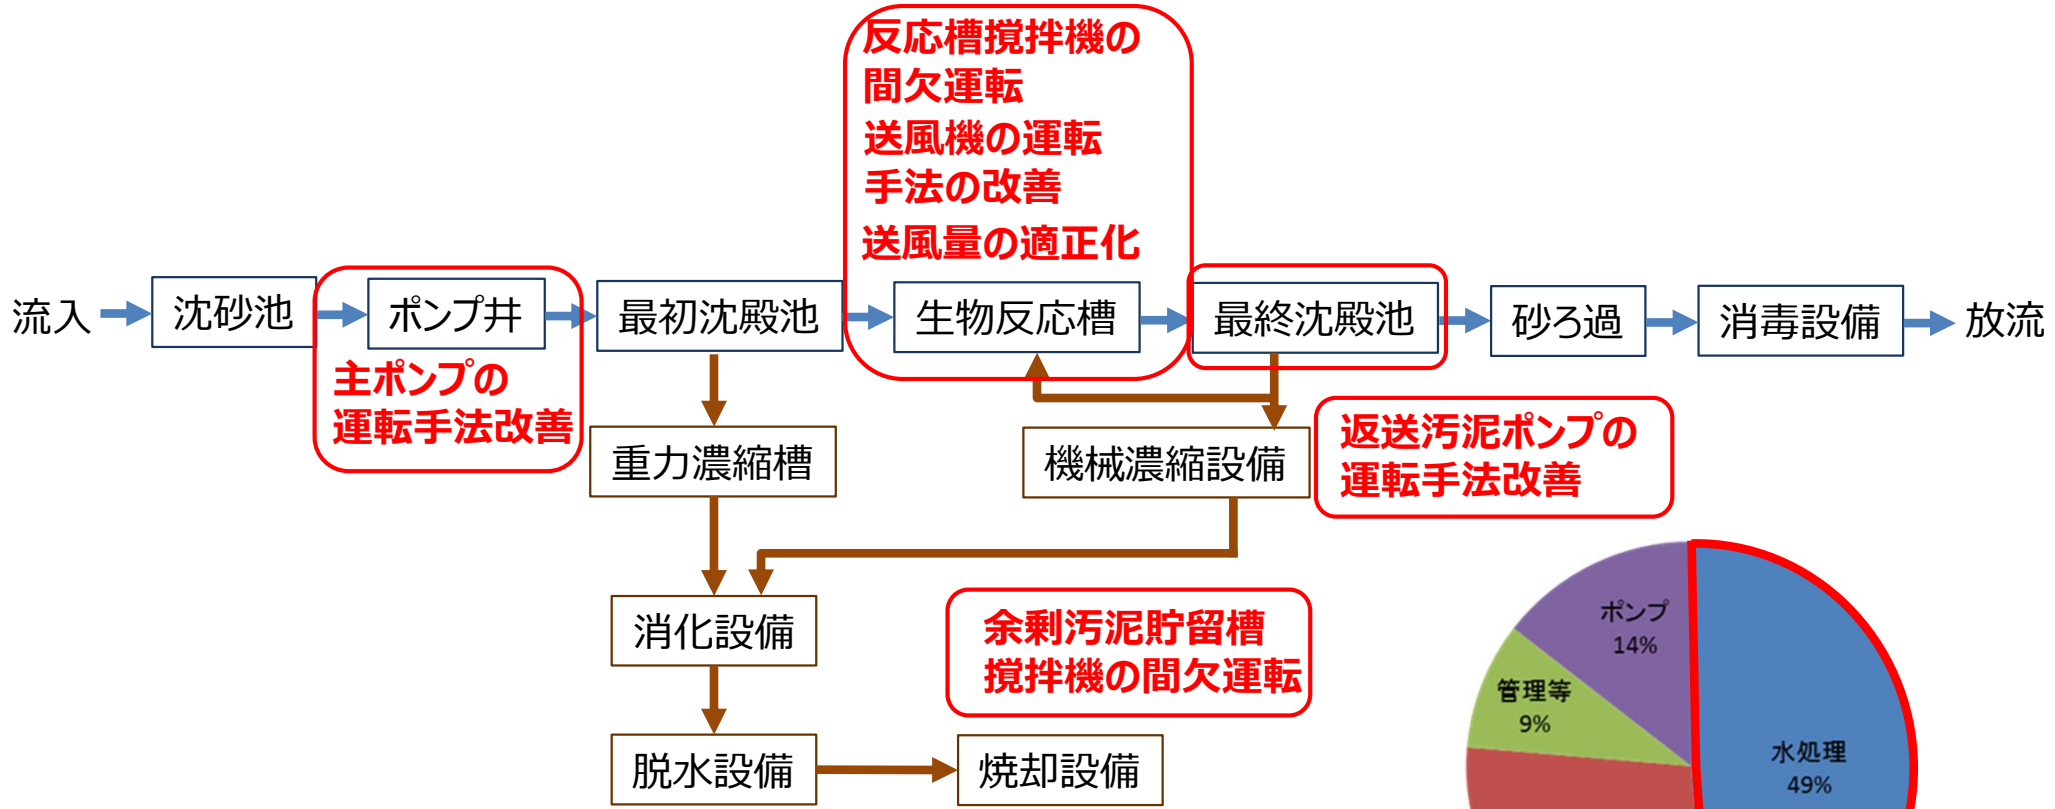 反応槽撹拌機の
間欠運転
送風機の運転
手法の改善
送風量の適正化
流入
沈砂池
ポンプ井
最初沈殿池
生物反応槽
最終沈殿池
砂ろ過
消毒設備
放流
主ポンプの
運転手法改善
重力濃縮槽
機械濃縮設備
返送汚泥ポンプの
運転手法改善
消化設備
余剰汚泥貯留槽
撹拌機の間欠運転
脱水設備
焼却設備
ポンプ
14%
管理等
9%
水処理
49%